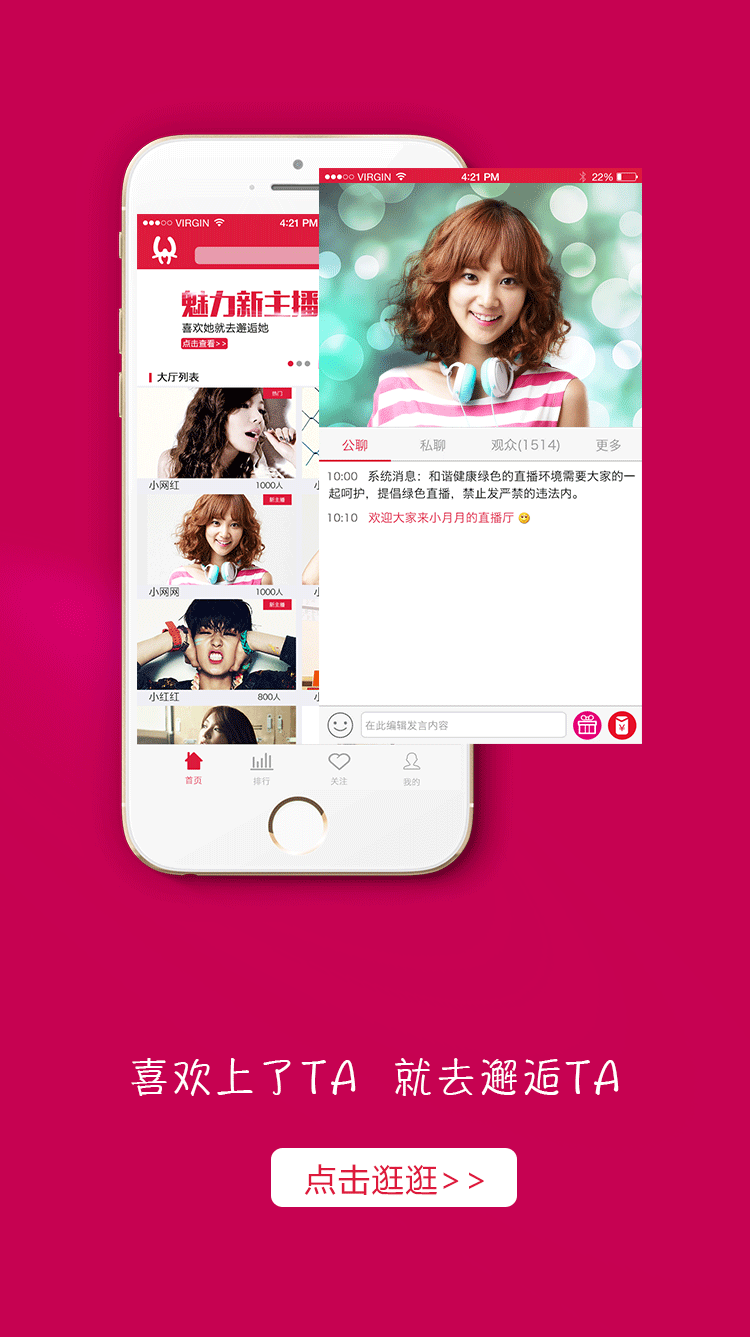 VIRGIN 4:21 PM 22%
VIRGIN 4:21 PM
魅力新主播
喜欢她就去邂逅她
点击查看>>
大厅列表
热门
小网红 1000人
新主播
小网网 1000人
新主播
小红红 800人
公聊 私聊 观众(1514) 更多
10:00 系统消息：和谐健康绿色的直播环境需要大家的一
起呵护，提倡绿色直播，禁止发严禁的违法内。
10:10 欢迎大家来小月月的直播厅
在此编辑发言内容
¥
首页 排行 关注 我的
喜欢上了TA 就去邂逅TA
点击逛逛>>